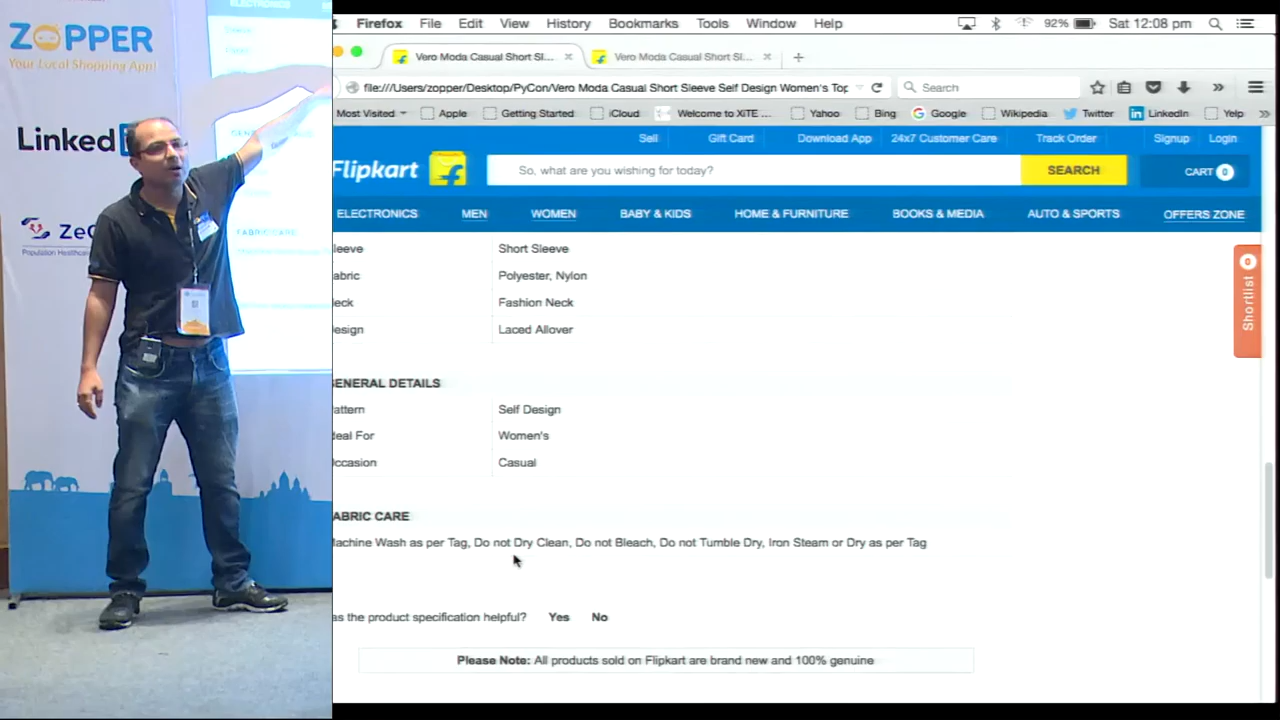 ZOPPER
Your Local Shopping App!
Linked
Population Healthcare
FABRIC CARE
Firefox File Edit View History Bookmarks Tools Window Help 92% Sat 12:08 pm
Vero Moda Casual Short Sl... × Vero Moda Casual Short Sl... × +
file:///Users/zopper/Desktop/PyCon/Vero Moda Casual Short Sleeve Self Design Women's Top Search
Most Visited Apple Getting Started iCloud Welcome to XiTE ... Yahoo Bing Google Wikipedia Twitter LinkedIn Yelp »
Sell Gift Card Download App 24x7 Customer Care Track Order Signup Login
Flipkart So, what are you wishing for today? SEARCH CART 0
ELECTRONICS MEN WOMEN BABY & KIDS HOME & FURNITURE BOOKS & MEDIA AUTO & SPORTS OFFERS ZONE
leeve Short Sleeve
abric Polyester, Nylon
eck Fashion Neck
esign Laced Allover
Shortlist 0
ENERAL DETAILS
attern Self Design
deal For Women's
ccasion Casual
ABRIC CARE
achine Wash as per Tag, Do not Dry Clean, Do not Bleach, Do not Tumble Dry, Iron Steam or Dry as per Tag
as the product specification helpful? Yes No
Please Note: All products sold on Flipkart are brand new and 100% genuine